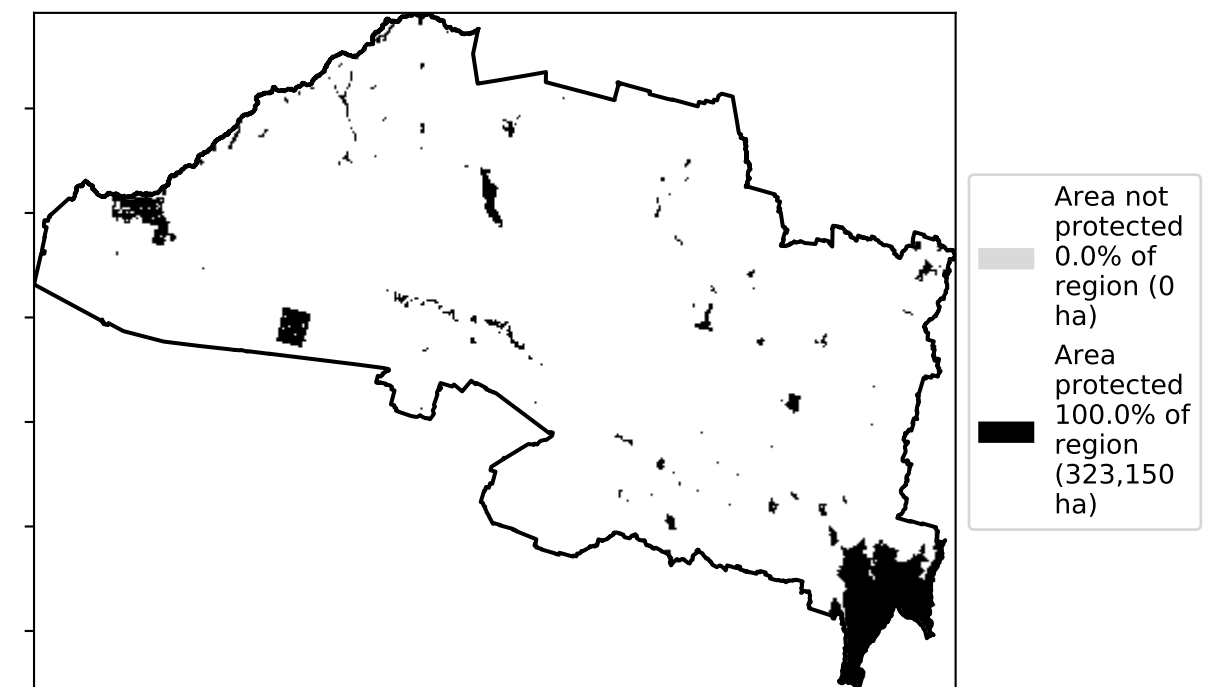 Area not
protected
0.0% of
region (0
ha)
Area
protected
100.0% of
region
(323,150
ha)